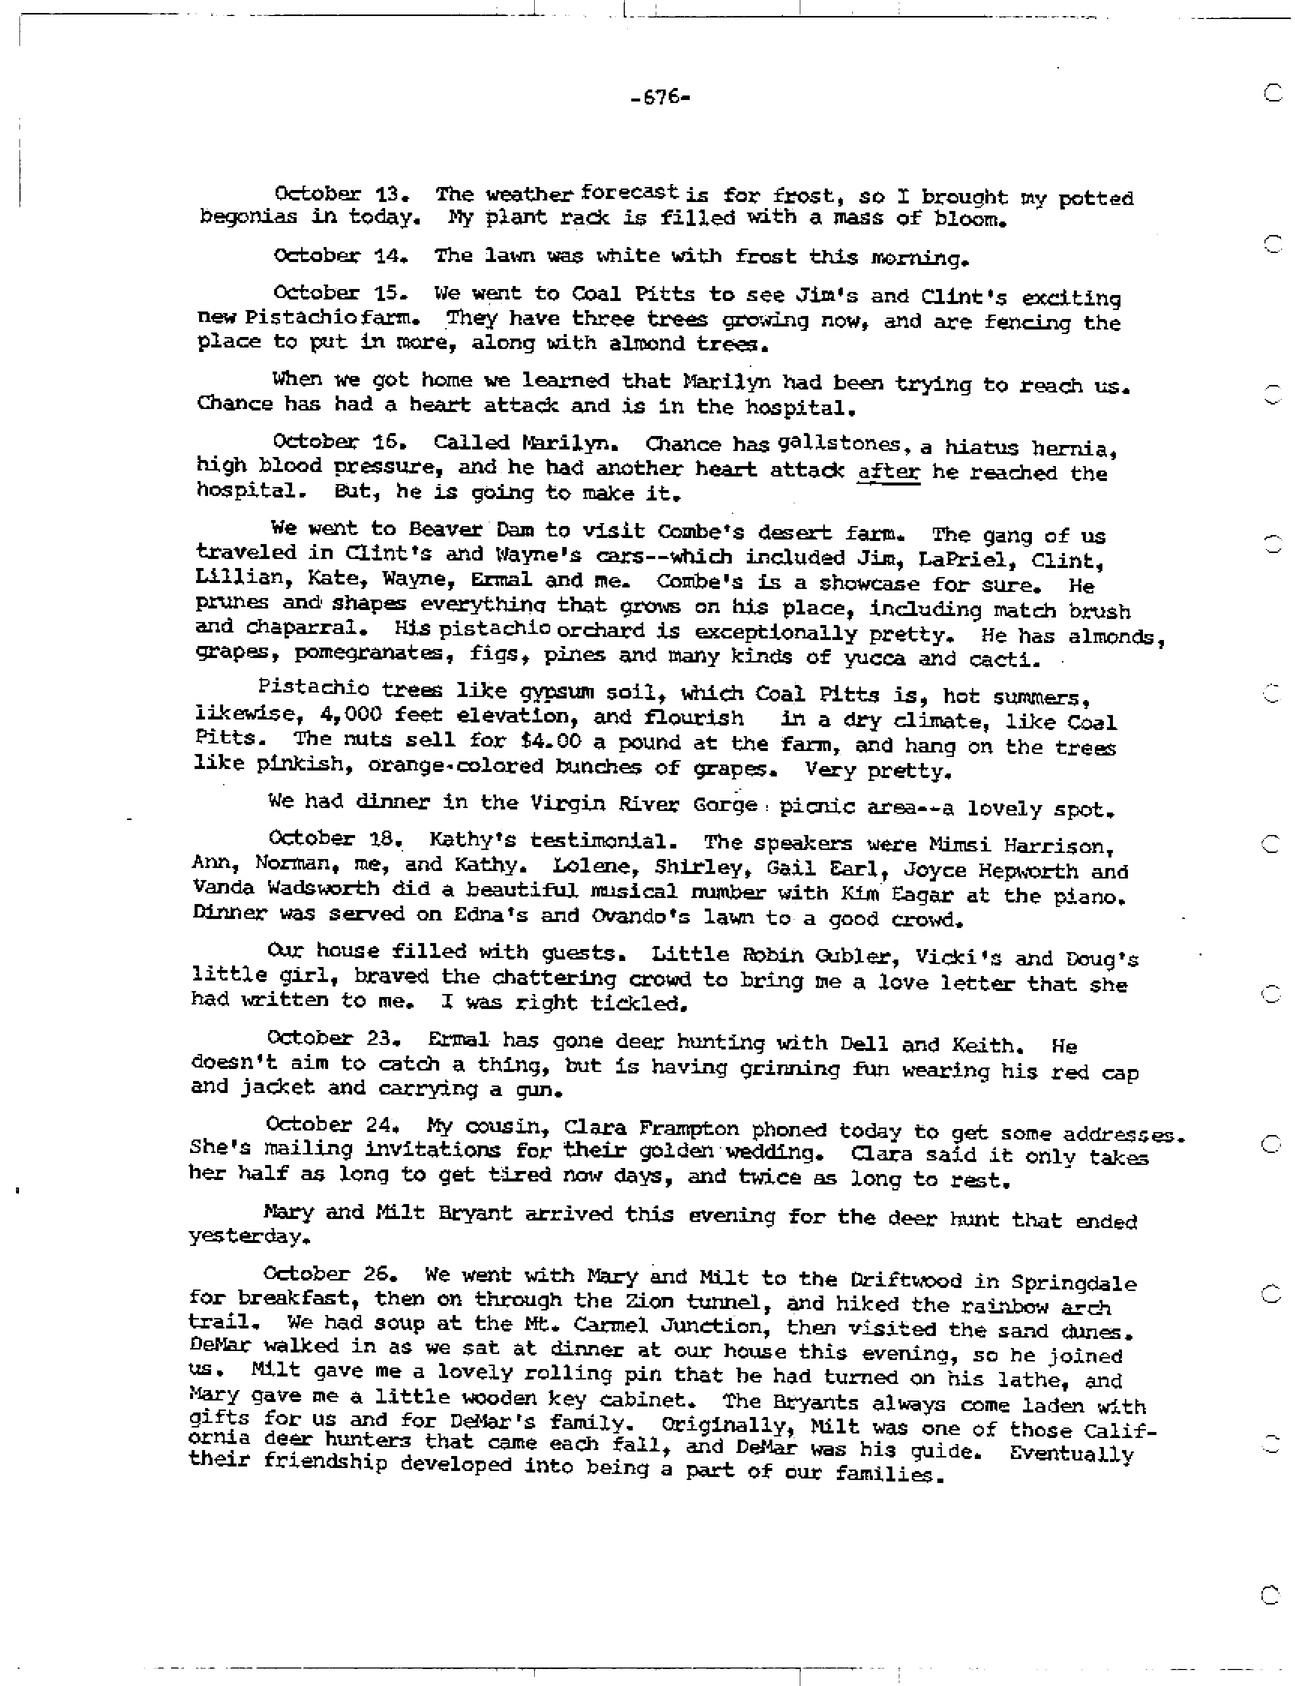 -676-
October 13. The weather forecast is for frost, so I brought my potted
begonias in today. My plant rack is filled with a mass of bloom.
October 14. The lawn was white with frost this morning.
October 15. We went to Coal Pitts to see Jim's and Clint's exciting
new Pistachio farm. They have three trees growing now, and are fencing the
place to put in more, along with almond trees.
When we got home we learned that Marilyn had been trying to reach us.
Chance has had a heart attack and is in the hospital.
October 16. Called Marilyn. Chance has gallstones, a hiatus hernia,
high blood pressure, and he had another heart attack after he reached the
hospital. But, he is going to make it.
We went to Beaver Dam to visit Combe's desert farm. The gang of us
traveled in Clint's and Wayne's cars--which included Jim, LaPriel, Clint,
Lillian, Kate, Wayne, Ermal and me. Combe's is a showcase for sure. He
prunes and shapes everything that grows on his place, including match brush
and chaparral. His pistachio orchard is exceptionally pretty. He has almonds,
grapes, pomegranates, figs, pines and many kinds of yucca and cacti.
Pistachio trees like gypsum soil, which Coal Pitts is, hot summers,
likewise, 4,000 feet elevation, and flourish in a dry climate, like Coal
Pitts. The nuts sell for $4.00 a pound at the farm, and hang on the trees
like pinkish, orange-colored bunches of grapes. Very pretty.
We had dinner in the Virgin River Gorge picnic area--a lovely spot.
October 18. Kathy's testimonial. The speakers were Mimsi Harrison,
Ann, Norman, me, and Kathy. Lolene, Shirley, Gail Earl, Joyce Hepworth and
Vanda Wadsworth did a beautiful musical number with Kim Eagar at the piano.
Dinner was served on Edna's and Ovando's lawn to a good crowd.
Our house filled with guests. Little Robin Gubler, Vicki's and Doug's
little girl, braved the chattering crowd to bring me a love letter that she
had written to me. I was right tickled.
October 23. Ermal has gone deer hunting with Dell and Keith. He
doesn't aim to catch a thing, but is having grinning fun wearing his red cap
and jacket and carrying a gun.
October 24. My cousin, Clara Frampton phoned today to get some addresses.
She's mailing invitations for their golden wedding. Clara said it only takes
her half as long to get tired now days, and twice as long to rest.
Mary and Milt Bryant arrived this evening for the deer hunt that ended
yesterday.
October 26. We went with Mary and Milt to the Driftwood in Springdale
for breakfast, then on through the Zion tunnel, and hiked the rainbow arch
trail. We had soup at the Mt. Carmel Junction, then visited the sand dunes.
DeMar walked in as we sat at dinner at our house this evening, so he joined
us. Milt gave me a lovely rolling pin that he had turned on his lathe, and
Mary gave me a little wooden key cabinet. The Bryants always come laden with
gifts for us and for DeMar's family. Originally, Milt was one of those Calif-
ornia deer hunters that came each fall, and DeMar was his guide. Eventually
their friendship developed into being a part of our families.